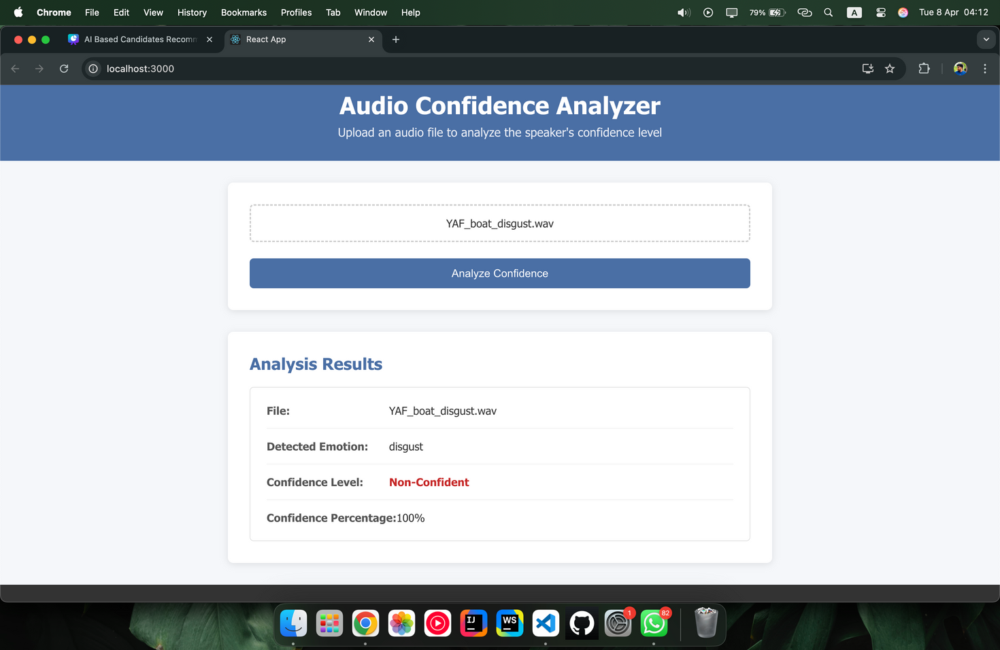 Chrome File Edit View History Bookmarks Profiles Tab Window Help 79% A Tue 8 Apr 04:12
AI Based Candidates Recomm
React App
localhost:3000
Audio Confidence Analyzer
Upload an audio file to analyze the speaker's confidence level
YAF_boat_disgust.wav
Analyze Confidence
Analysis Results
File: YAF_boat_disgust.wav
Detected Emotion: disgust
Confidence Level: Non-Confident
Confidence Percentage:100%
IJ WS 1 82